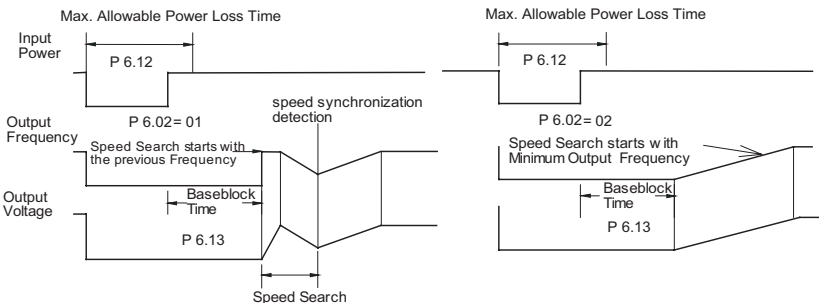 Max. Allowable Power Loss Time
Input
Power
P 6.12
P 6.02= 01
speed synchronization
detection
Output
Frequency
Speed Search starts with
the previous Frequency
Output
Voltage
Baseblock
Time
P 6.13
Speed Search
Max. Allowable Power Loss Time
P 6.12
P 6.02= 02
Speed Search starts with
Minimum Output Frequency
Baseblock
Time
P 6.13